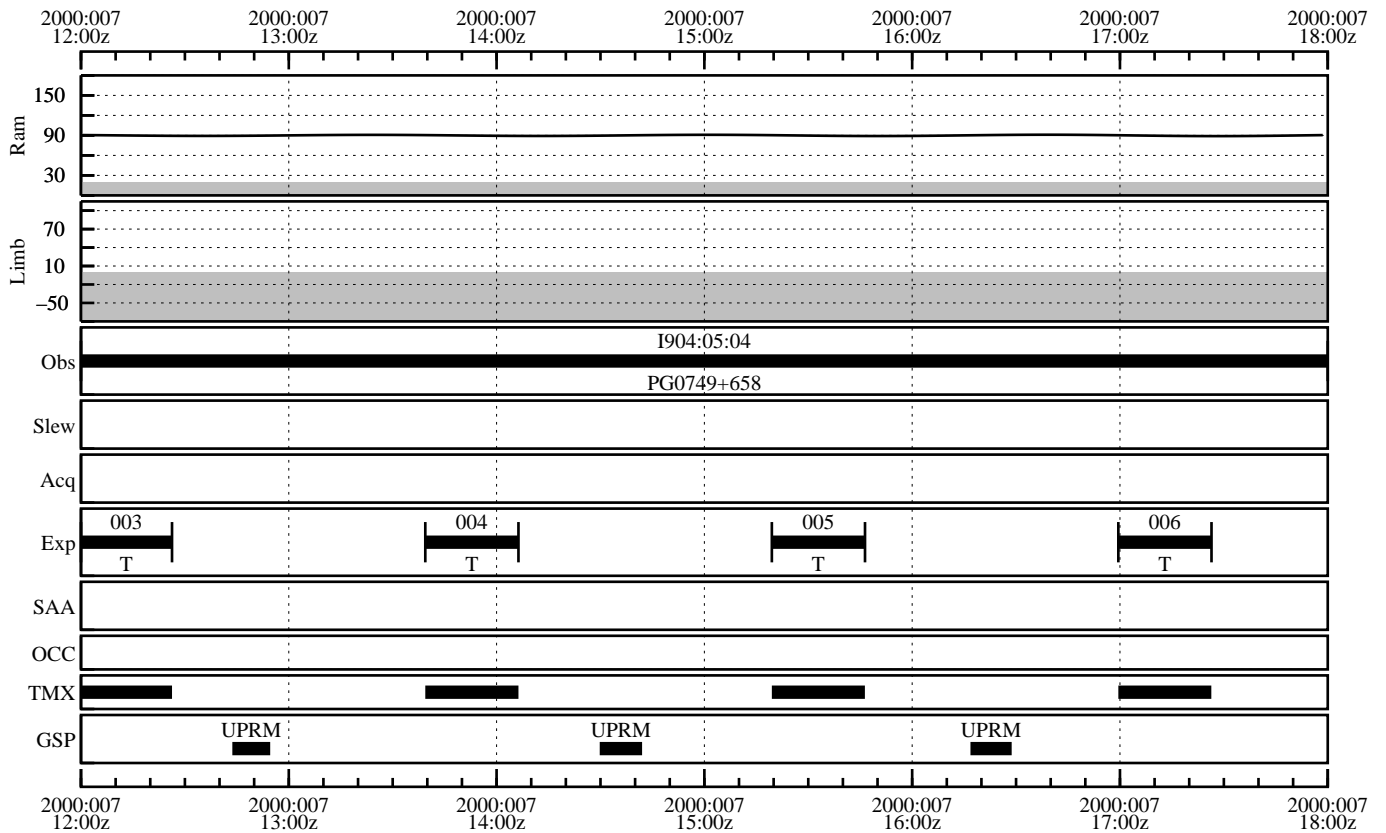 2000:007 2000:007 2000:007 2000:007 2000:007 2000:007 2000:007
12:00z 13:00z 14:00z 15:00z 16:00z 17:00z 18:00z
150
Ram
90
30
70
Limb
10
–50
I904:05:04
Obs
PG0749+658
Slew
Acq
003 004 005 006
Exp
T T T T
SAA
OCC
TMX
UPRM UPRM UPRM
GSP
2000:007 2000:007 2000:007 2000:007 2000:007 2000:007 2000:007
12:00z 13:00z 14:00z 15:00z 16:00z 17:00z 18:00z